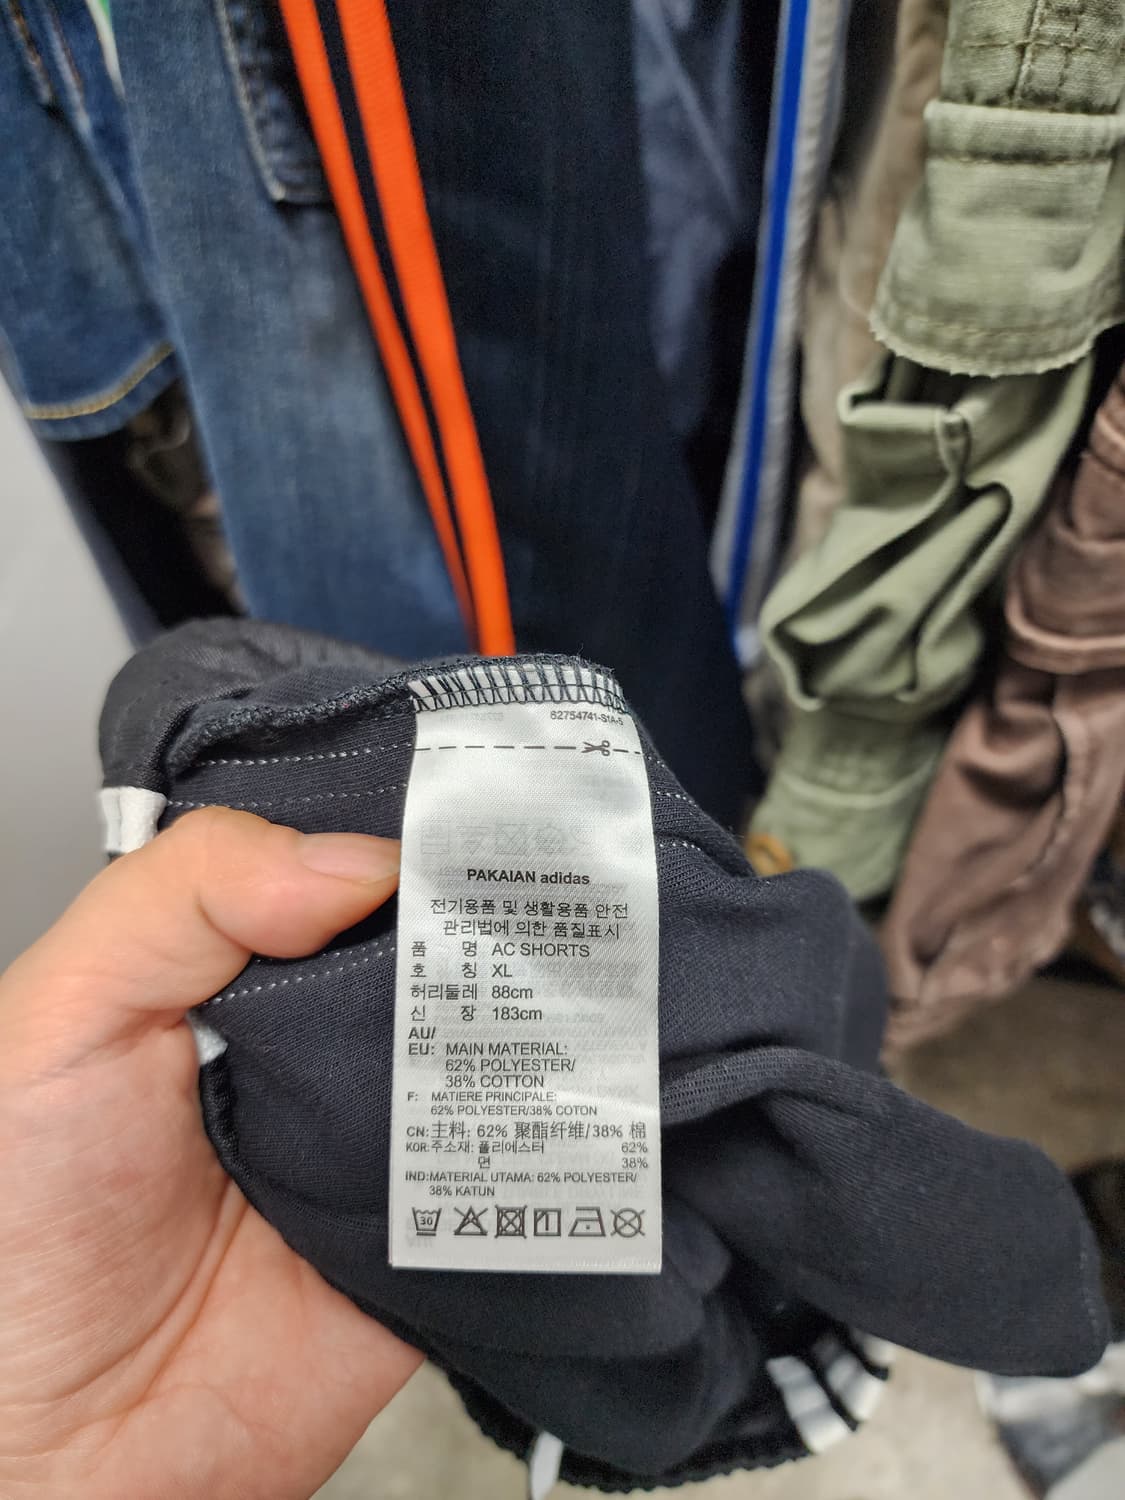 62754741-S1A-5
PAKAIAN adidas
전기용품 및 생활용품 안전
관리법에 의한 품질표시
품 명 AC SHORTS
호 칭 XL
허리둘레 88cm
신 장 183cm
AU/
EU: MAIN MATERIAL:
62% POLYESTER/
38% COTTON
F: MATIERE PRINCIPALE:
62% POLYESTER/38% COTON
CN: 主料: 62% 聚酯纤维/38% 棉
KOR: 주소재: 폴리에스터 62%
면 38%
IND: MATERIAL UTAMA: 62% POLYESTER/
38% KATUN
30